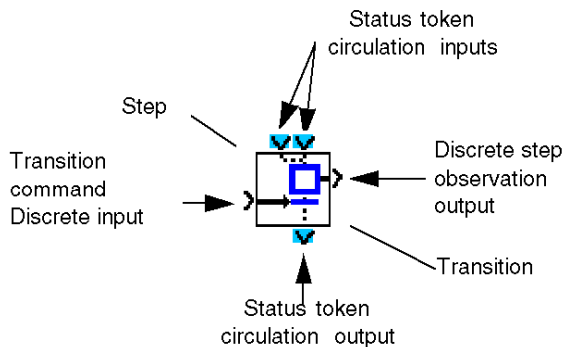 Status token
circulation inputs
Step
Transition
command
Discrete input
Discrete step
observation
output
Transition
Status token
circulation output